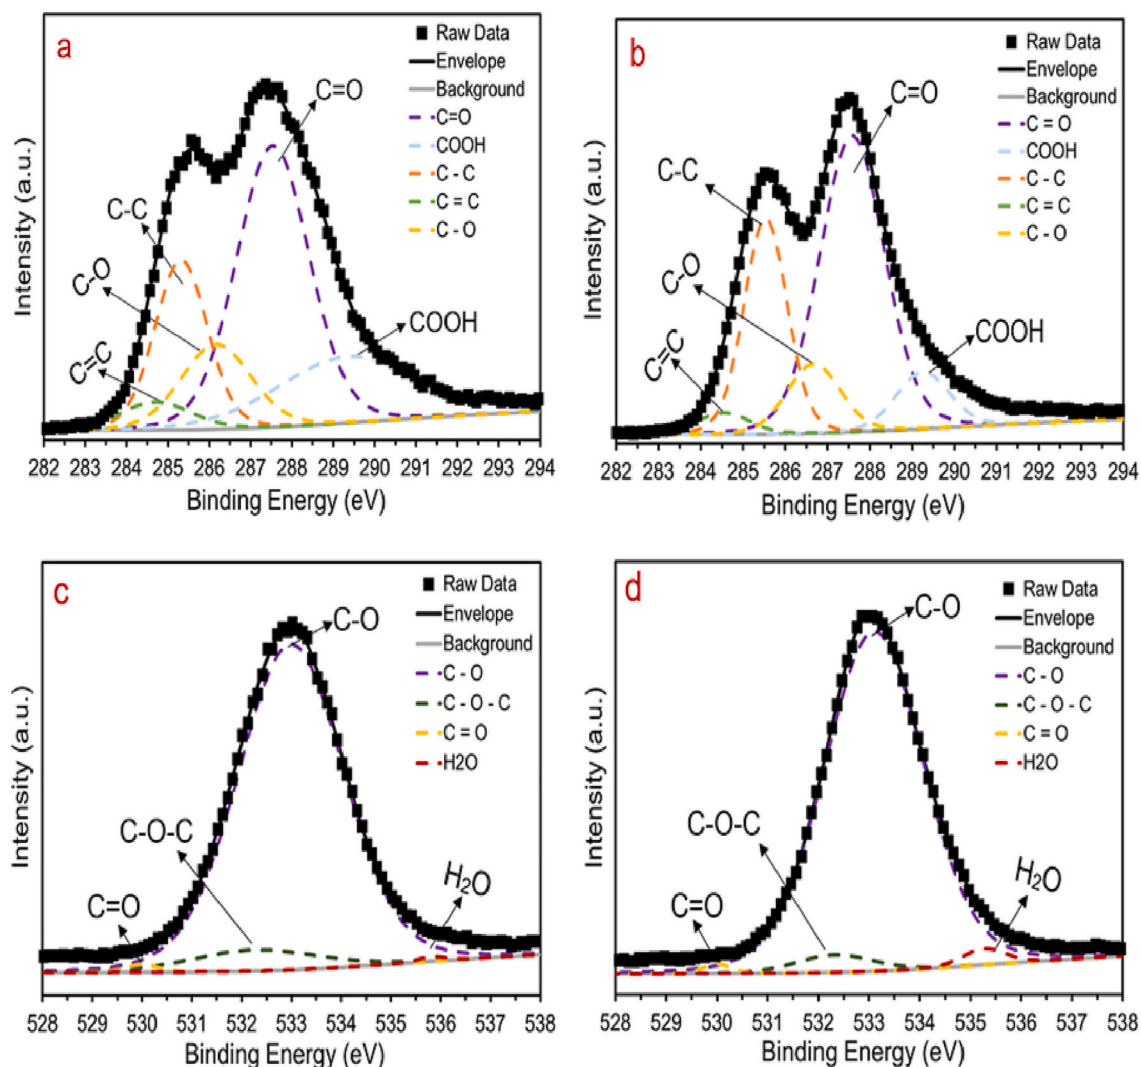 a
Raw Data
Envelope
Background
C=O
COOH
C - C
C = C
C - O
C=O
C-C
C-O
C=C
COOH
Intensity (a.u.)
282 283 284 285 286 287 288 289 290 291 292 293 294
Binding Energy (eV)
b
Raw Data
Envelope
Background
C = O
COOH
C - C
C = C
C - O
C=O
C-C
C-O
C=C
COOH
Intensity (a.u.)
282 283 284 285 286 287 288 289 290 291 292 293 294
Binding Energy (eV)
c
Raw Data
Envelope
Background
C - O
C - O - C
C = O
H2O
C-O
C-O-C
C=O
H₂O
Intensity (a.u.)
528 529 530 531 532 533 534 535 536 537 538
Binding Energy (eV)
d
Raw Data
Envelope
Background
C - O
C - O - C
C = O
H2O
C-O
C-O-C
C=O
H₂O
Intensity (a.u.)
528 529 530 531 532 533 534 535 536 537 538
Binding Energy (eV)